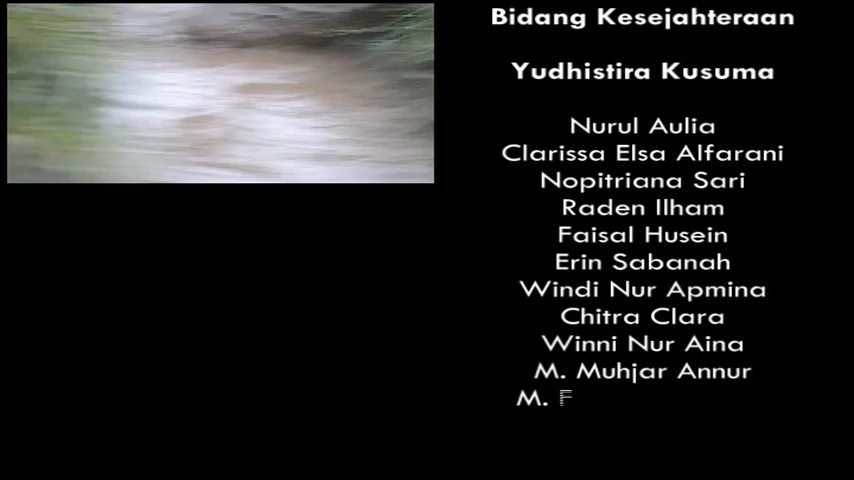 Bidang Kesejahteraan
Yudhistira Kusuma
Nurul Aulia
Clarissa Elsa Alfarani
Nopitriana Sari
Raden Ilham
Faisal Husein
Erin Sabanah
Windi Nur Apmina
Chitra Clara
Winni Nur Aina
M. Muhjar Annur
M. F